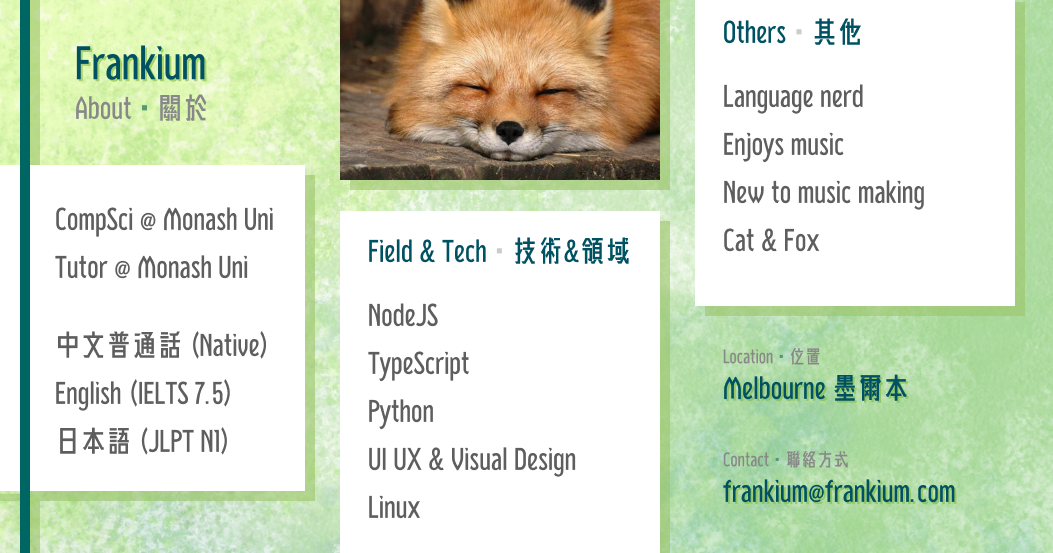 Frankium
About ▪ 關於
CompSci @ Monash Uni
Tutor @ Monash Uni
中文普通話 (Native)
English (IELTS 7.5)
日本語 (JLPT N1)
Field & Tech ▪ 技術&領域
NodeJS
TypeScript
Python
UI UX & Visual Design
Linux
Others ▪ 其他
Language nerd
Enjoys music
New to music making
Cat & Fox
Location ▪ 位置
Melbourne 墨爾本
Contact ▪ 聯絡方式
frankium@frankium.com